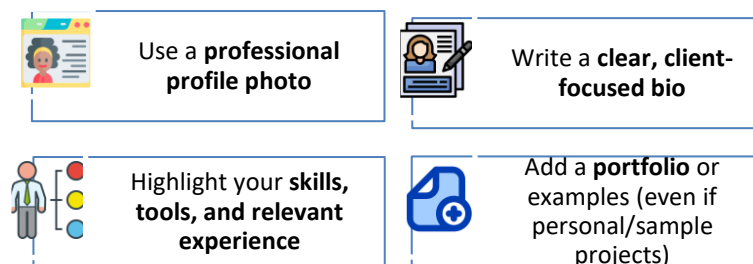 Use a professional
profile photo
Write a clear, client-
focused bio
Highlight your skills,
tools, and relevant
experience
Add a portfolio or
examples (even if
personal/sample
projects)